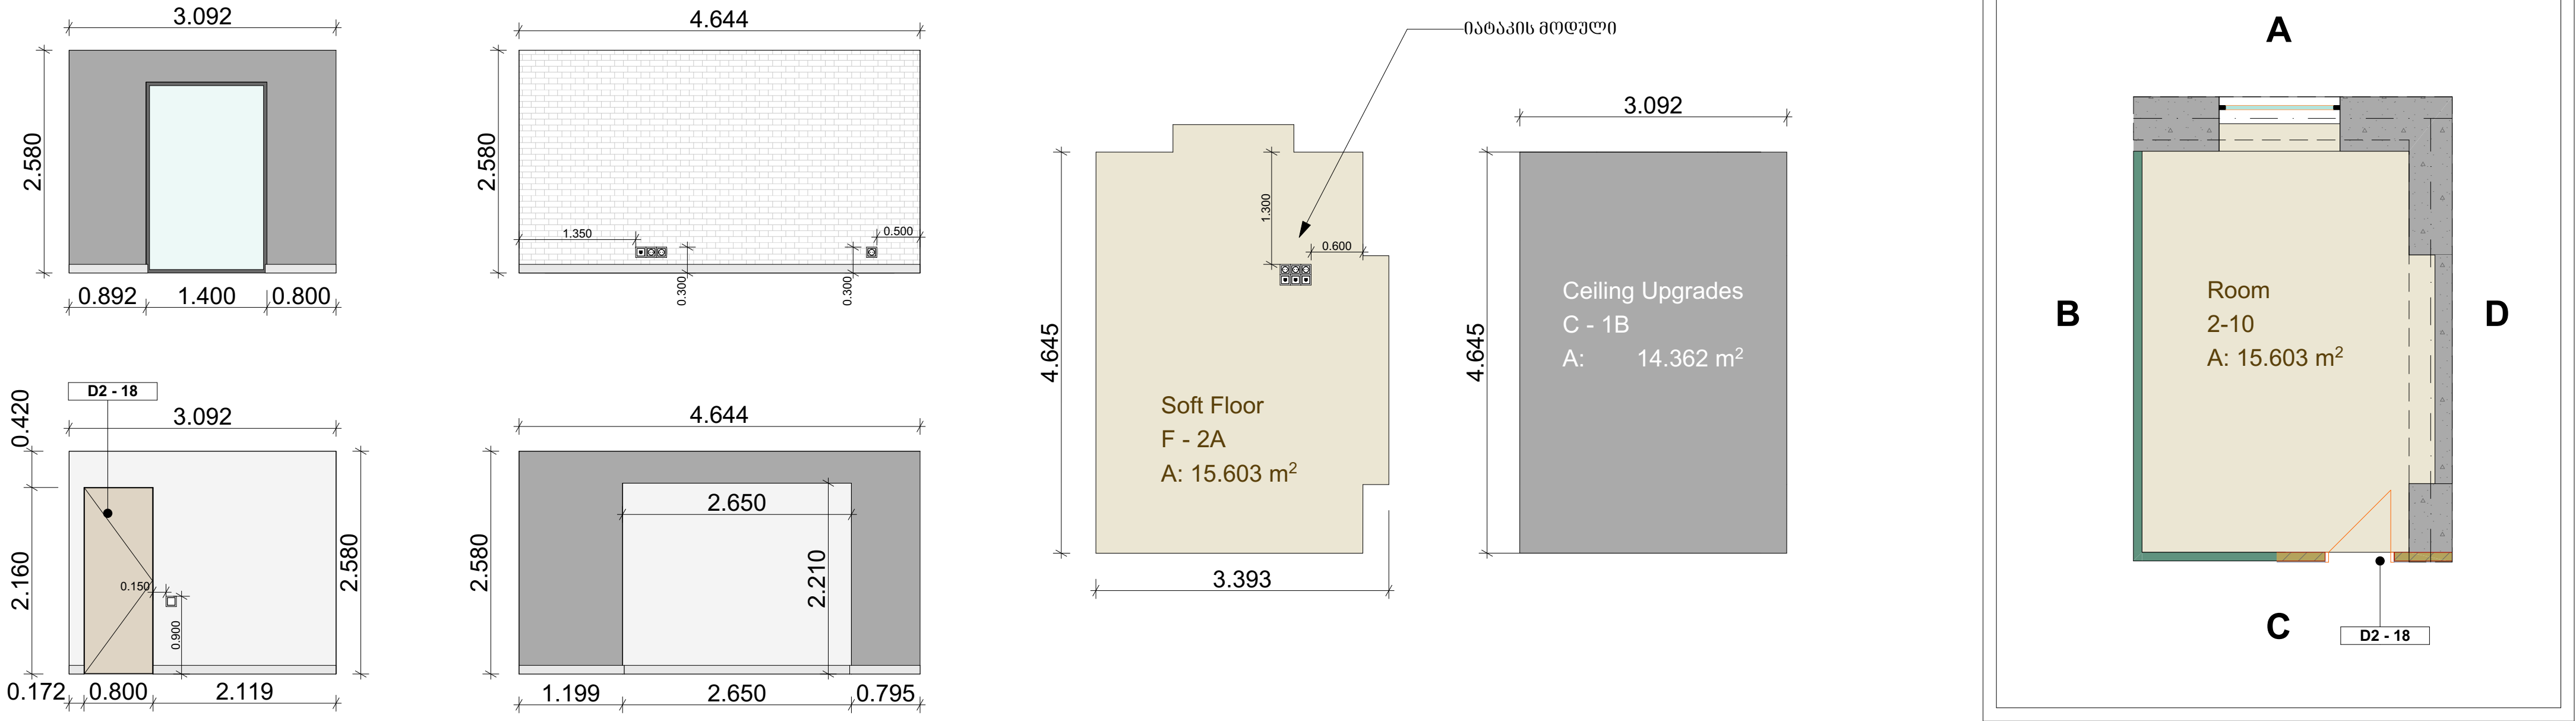 3.092
2.580
0.892 1.400 0.800
4.644
2.580
1.350
0.500
0.300
0.300
იატაკის მოდული
4.645
1.300
0.600
Soft Floor
F - 2A
A: 15.603 m²
3.393
3.092
4.645
Ceiling Upgrades
C - 1B
A: 14.362 m²
D2 - 18
0.420
3.092
2.160
2.580
0.150
0.900
0.172 0.800 2.119
4.644
2.580
2.650
2.210
1.199 2.650 0.795
A
B
Room
2-10
A: 15.603 m²
D
C
D2 - 18